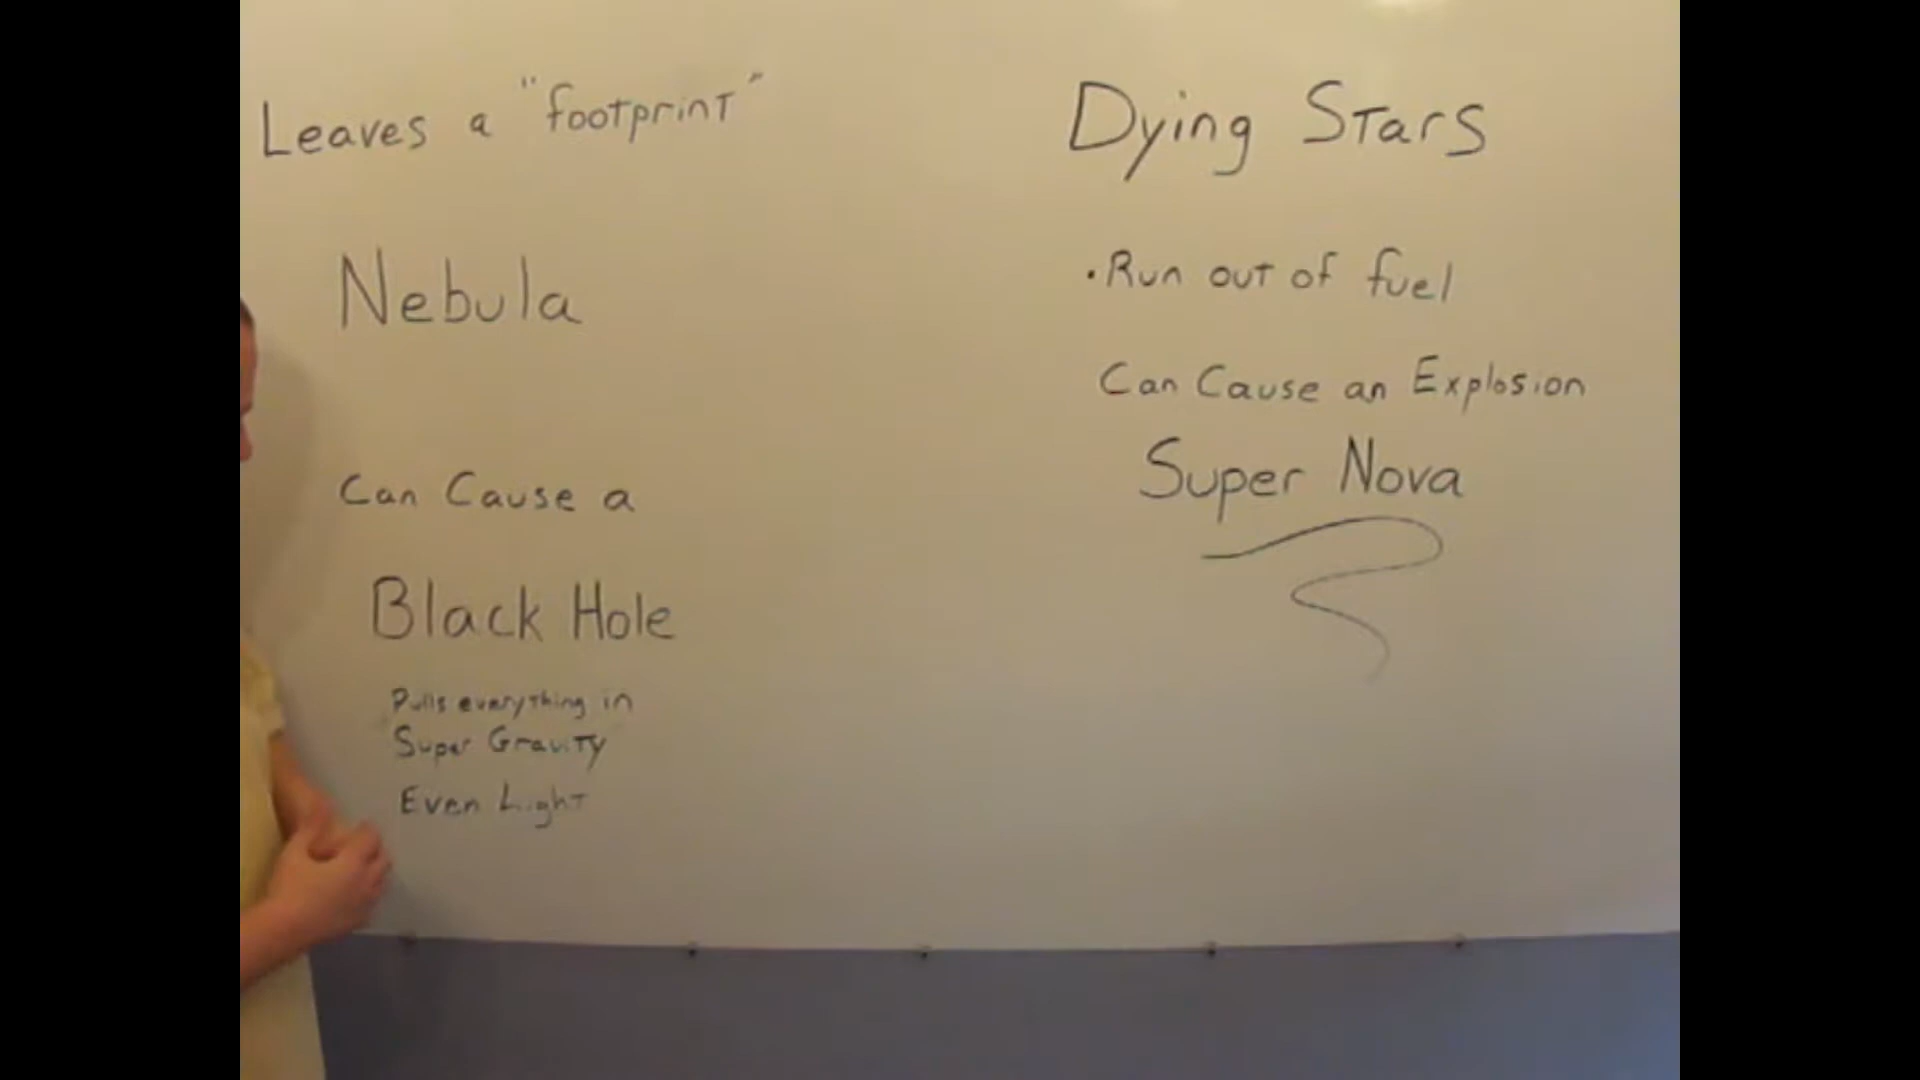 Leaves a "footprint"
Nebula
Can Cause a
Black Hole
Pulls everything in
Super Gravity
Even Light
Dying Stars
•Run out of fuel
Can Cause an Explosion
Super Nova